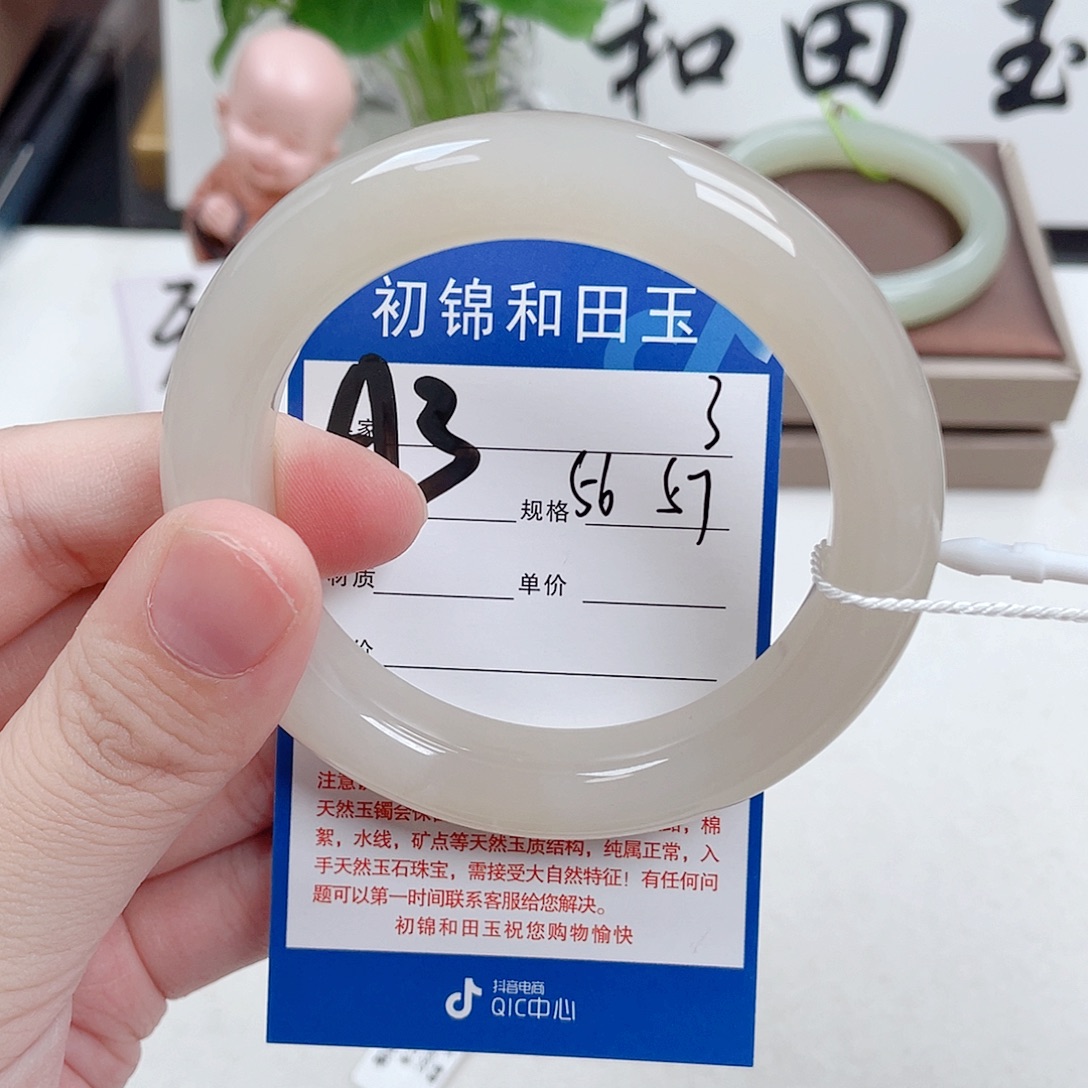 和田玉
初锦和田玉
A3 3
规格 56 57
材质 单价
价
注意
天然玉镯会保 棉
絮，水线，矿点等天然玉质结构，纯属正常，入
手天然玉石珠宝，需接受大自然特征！有任何问
题可以第一时间联系客服给您解决。
初锦和田玉祝您购物愉快
抖音电商
QIC中心